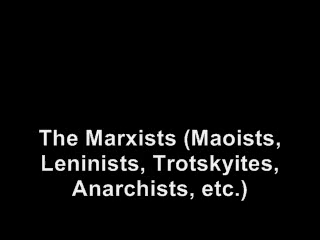 The Marxists (Maoists,
Leninists, Trotskyites,
Anarchists, etc.)